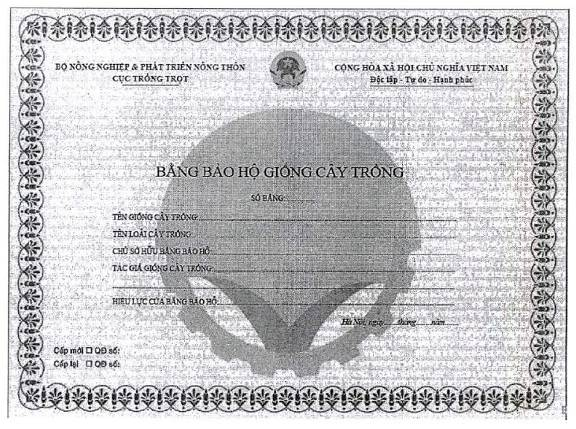 BỘ NÔNG NGHIỆP & PHÁT TRIỂN NÔNG THÔN
CỤC TRỒNG TRỌT
CỘNG HÒA XÃ HỘI CHỦ NGHĨA VIỆT NAM
Độc lập - Tự do - Hạnh phúc
BẰNG BẢO HỘ GIỐNG CÂY TRỒNG
SỐ BẰNG:..........
TÊN GIỐNG CÂY TRỒNG:
TÊN LOÀI CÂY TRỒNG:
CHỦ SỞ HỮU BẰNG BẢO HỘ:
TÁC GIẢ GIỐNG CÂY TRỒNG:
HIỆU LỰC CỦA BẰNG BẢO HỘ:
Hà Nội, ngày.....tháng.....năm.....
Cấp mới ☐ QĐ số:
Cấp lại ☐ QĐ số: